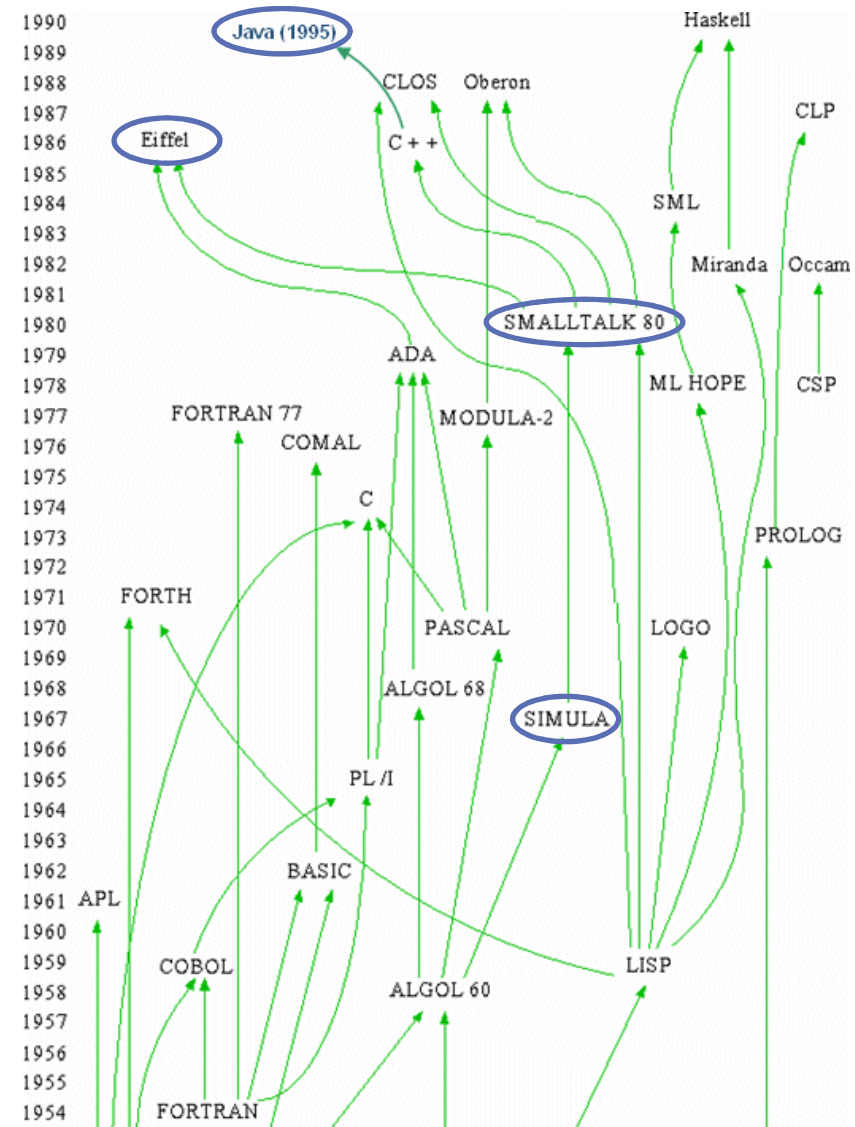 1990
Java (1995)
Haskell
1989
1988
CLOS
Oberon
1987
CLP
1986
Eiffel
C + +
1985
1984
SML
1983
1982
Miranda
Occam
1981
1980
SMALLTALK 80
1979
ADA
1978
ML HOPE
CSP
1977
FORTRAN 77
MODULA-2
1976
COMAL
1975
1974
C
1973
PROLOG
1972
1971
FORTH
1970
PASCAL
LOGO
1969
1968
ALGOL 68
1967
SIMULA
1966
1965
PL /I
1964
1963
1962
BASIC
1961
APL
1960
1959
COBOL
LISP
1958
ALGOL 60
1957
1956
1955
1954
FORTRAN